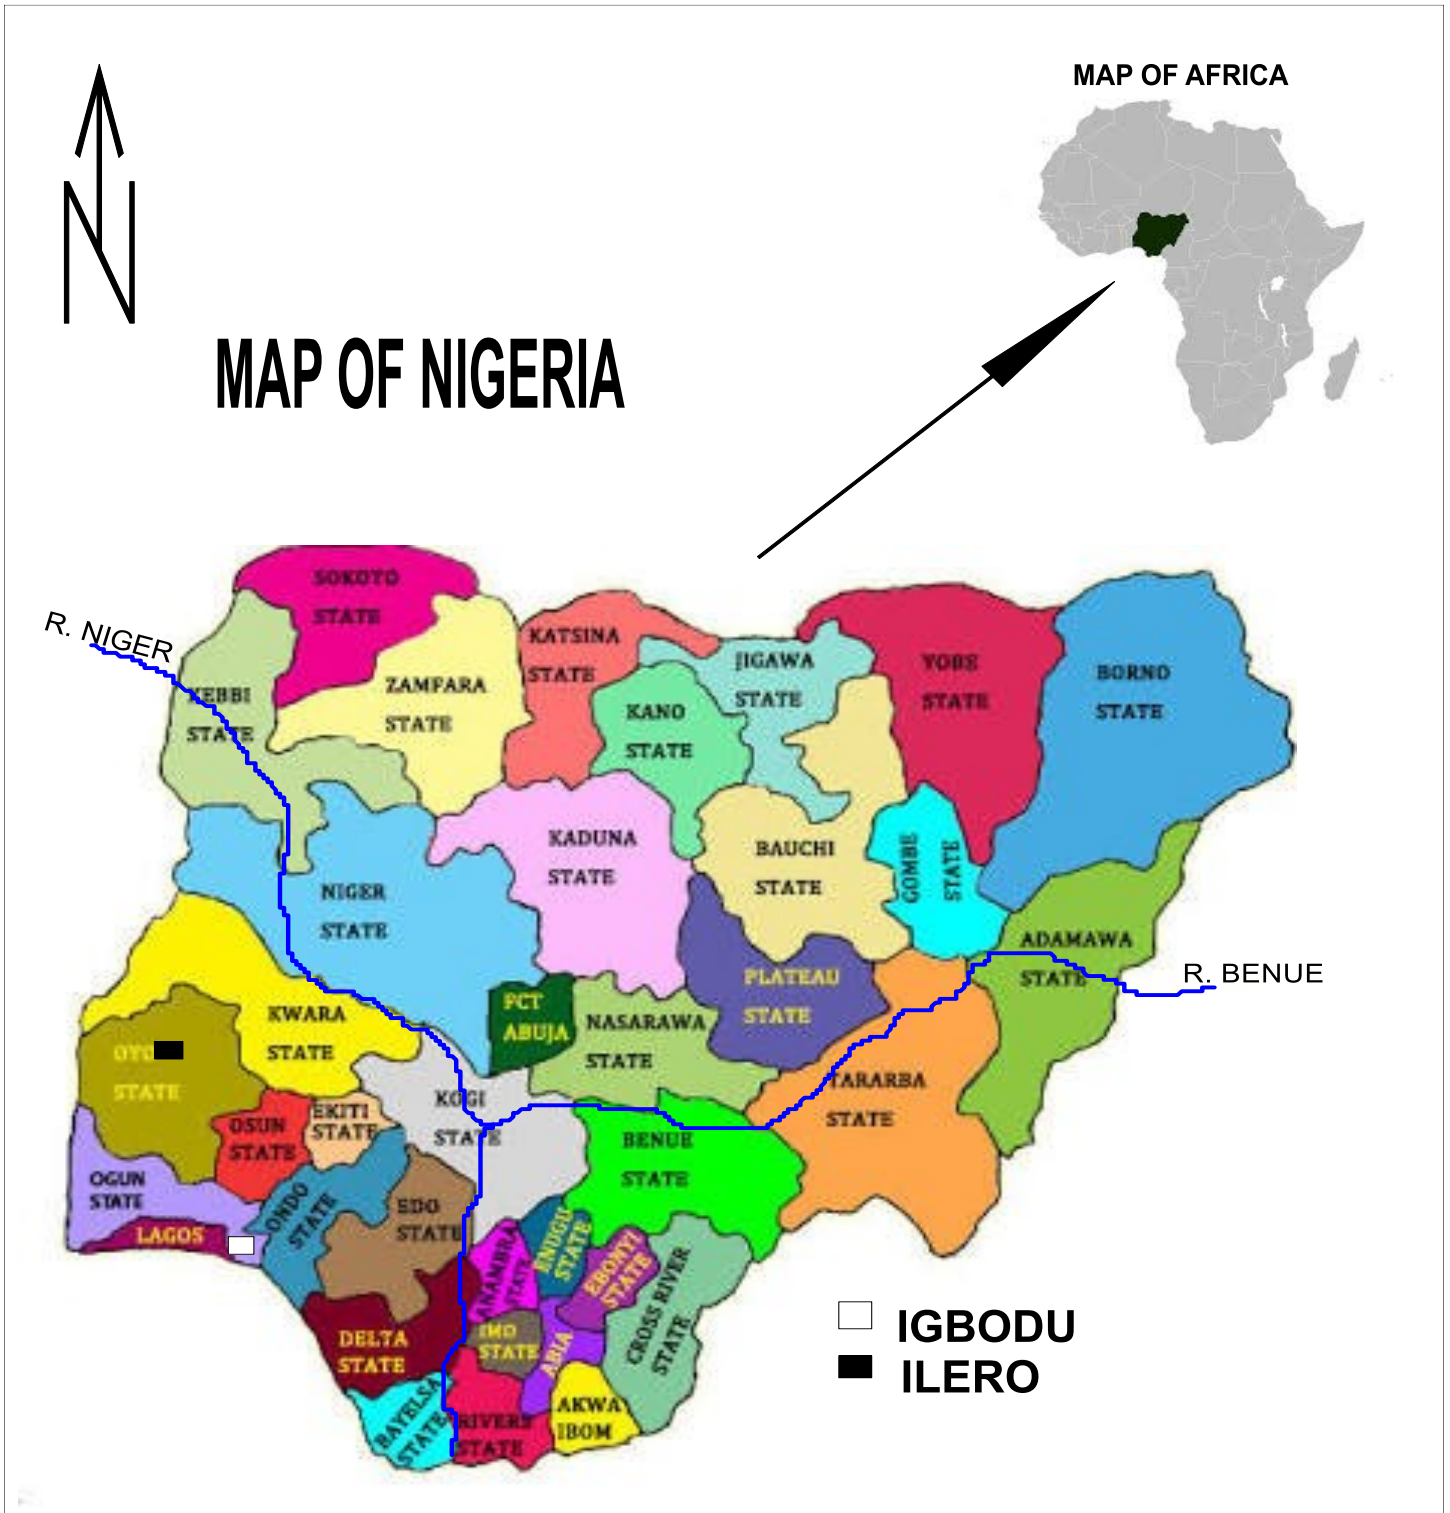 MAP OF AFRICA
N
MAP OF NIGERIA
SOKOTO
STATE
R. NIGER
KEBBI
STATE
ZAMFARA
STATE
KATSINA
STATE
KANO
STATE
JIGAWA
STATE
YOBE
STATE
BORNO
STATE
KADUNA
STATE
BAUCHI
STATE
GOMBE
STATE
NIGER
STATE
ADAMAWA
STATE
R. BENUE
PLATEAU
STATE
FCT
ABUJA
NASARAWA
STATE
KWARA
STATE
OYO
STATE
TARARBA
STATE
KOGI
STATE
EKITI
STATE
OSUN
STATE
BENUE
STATE
OGUN
STATE
LAGOS
ONDO
STATE
EDO
STATE
ANAMBRA
STATE
ENUGU
STATE
EBONYI
STATE
CROSS RIVER
STATE
DELTA
STATE
IMO
STATE
ABIA
BAYELSA
STATE
RIVERS
STATE
AKWA
IBOM
IGBODU
ILERO